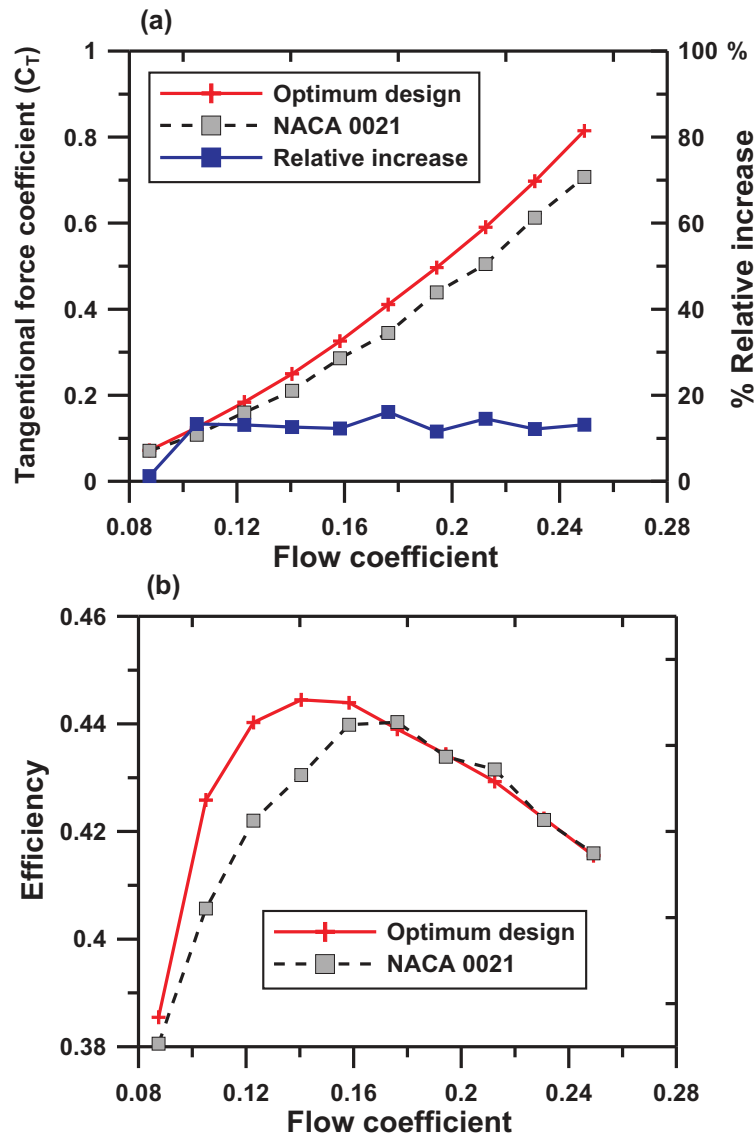 (a)
1
100 %
0.8
80
0.6
60
0.4
40
0.2
20
0
0
Tangentional force coefficient (C_T)
% Relative increase
Optimum design
NACA 0021
Relative increase
0.08
0.12
0.16
0.2
0.24
0.28
Flow coefficient
(b)
0.46
0.44
0.42
0.4
0.38
Efficiency
Optimum design
NACA 0021
0.08
0.12
0.16
0.2
0.24
0.28
Flow coefficient